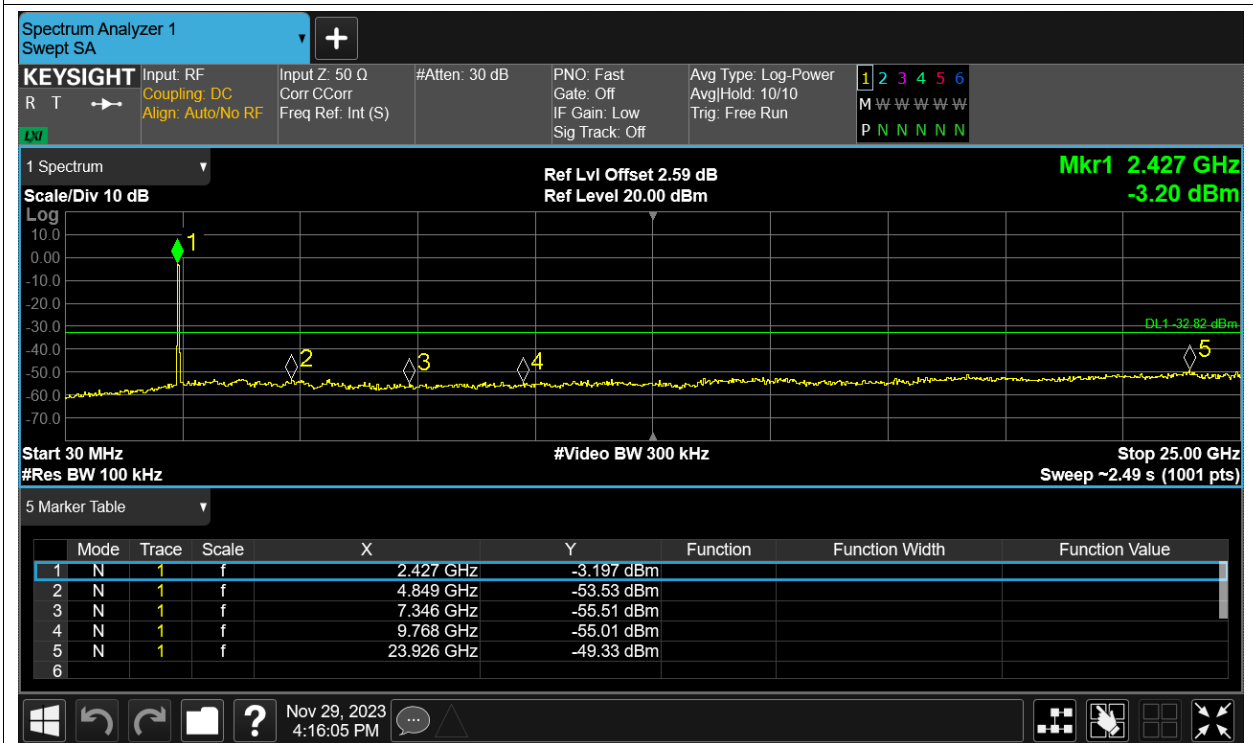 Spectrum Analyzer 1
Swept SA
+
KEYSIGHT Input: RF Input Z: 50 Ω #Atten: 30 dB PNO: Fast Avg Type: Log-Power 1 2 3 4 5 6
R T Coupling: DC Corr CCorr Gate: Off Avg|Hold: 10/10 M W W W W W
Align: Auto/No RF Freq Ref: Int (S) IF Gain: Low Trig: Free Run
LXI Sig Track: Off P N N N N N
1 Spectrum Ref Lvl Offset 2.59 dB Mkr1 2.427 GHz
Scale/Div 10 dB Ref Level 20.00 dBm -3.20 dBm
Log
10.0
1
0.00
-10.0
-20.0
-30.0 DL1 -32.82 dBm
-40.0
2 3 4 5
-50.0
-60.0
-70.0
Start 30 MHz #Video BW 300 kHz Stop 25.00 GHz
#Res BW 100 kHz Sweep ~2.49 s (1001 pts)
5 Marker Table
Mode Trace Scale X Y Function Function Width Function Value
1 N 1 f 2.427 GHz -3.197 dBm
2 N 1 f 4.849 GHz -53.53 dBm
3 N 1 f 7.346 GHz -55.51 dBm
4 N 1 f 9.768 GHz -55.01 dBm
5 N 1 f 23.926 GHz -49.33 dBm
6
? Nov 29, 2023
4:16:05 PM